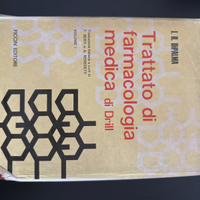 J. R. DIPALMA
Trattato di
farmacologia
medica di Drill
VOLUME I
PICCIN EDITORE